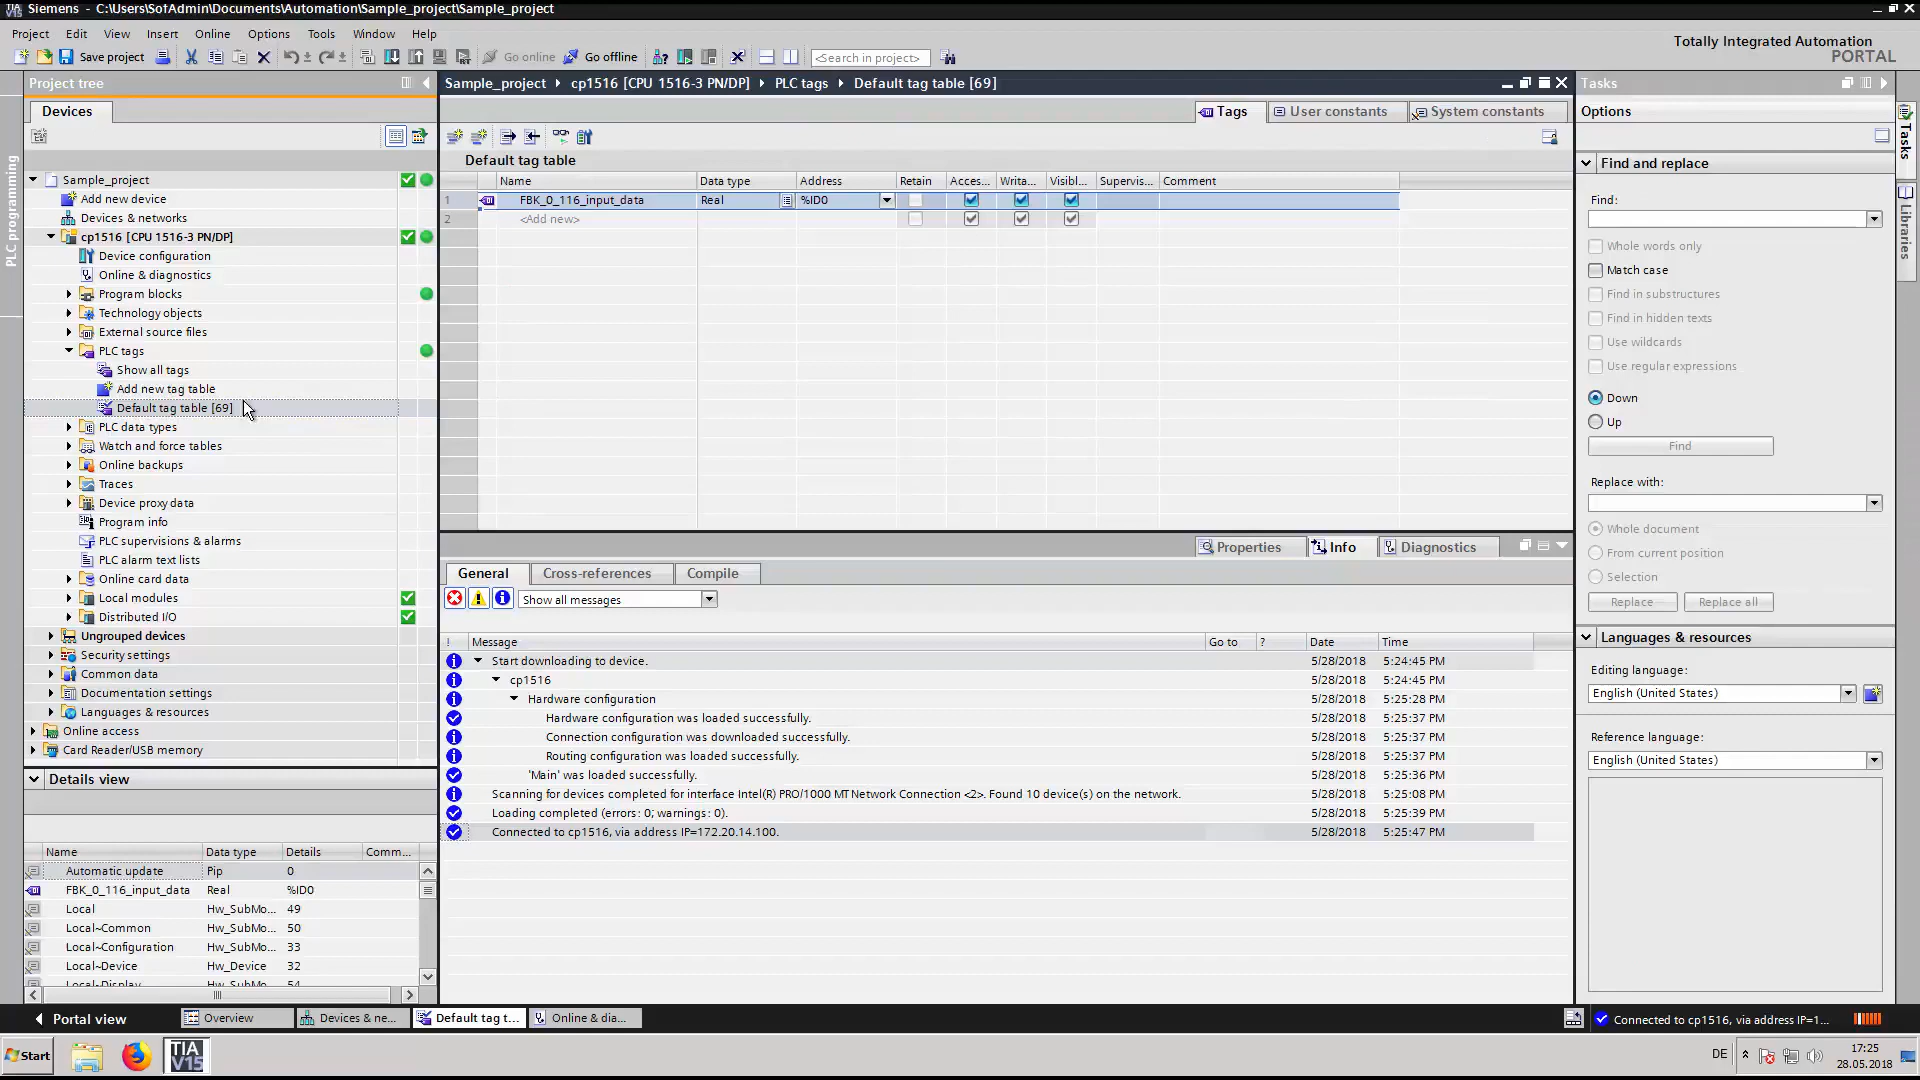 Siemens - C:\Users\SofAdmin\Documents\Automation\Sample_project\Sample_project
Project Edit View Insert Online Options Tools Window Help
Totally Integrated Automation
PORTAL
Save project Go online Go offline <Search in project>
Project tree
Sample_project cp1516 [CPU 1516-3 PN/DP] PLC tags Default tag table [69]
Tasks
Devices
Tags User constants System constants
Options
PLC programming
Tasks
Libraries
Sample_project
Add new device
Devices & networks
cp1516 [CPU 1516-3 PN/DP]
Device configuration
Online & diagnostics
Program blocks
Technology objects
External source files
PLC tags
Show all tags
Add new tag table
Default tag table [69]
PLC data types
Watch and force tables
Online backups
Traces
Device proxy data
Program info
PLC supervisions & alarms
PLC alarm text lists
Online card data
Local modules
Distributed I/O
Ungrouped devices
Security settings
Common data
Documentation settings
Languages & resources
Online access
Card Reader/USB memory
Default tag table
Name Data type Address Retain Acces... Writa... Visibl... Supervis... Comment
1 FBK_0_116_input_data Real %ID0
2 <Add new>
Properties Info Diagnostics
General Cross-references Compile
Show all messages
! Message Go to ? Date Time
Start downloading to device. 5/28/2018 5:24:45 PM
cp1516 5/28/2018 5:24:45 PM
Hardware configuration 5/28/2018 5:25:28 PM
Hardware configuration was loaded successfully. 5/28/2018 5:25:37 PM
Connection configuration was downloaded successfully. 5/28/2018 5:25:37 PM
Routing configuration was loaded successfully. 5/28/2018 5:25:37 PM
'Main' was loaded successfully. 5/28/2018 5:25:36 PM
Scanning for devices completed for interface Intel(R) PRO/1000 MT Network Connection <2>. Found 10 device(s) on the network. 5/28/2018 5:25:08 PM
Loading completed (errors: 0; warnings: 0). 5/28/2018 5:25:39 PM
Connected to cp1516, via address IP=172.20.14.100. 5/28/2018 5:25:47 PM
Find and replace
Find:
Whole words only
Match case
Find in substructures
Find in hidden texts
Use wildcards
Use regular expressions
Down
Up
Find
Replace with:
Whole document
From current position
Selection
Replace Replace all
Languages & resources
Editing language:
English (United States)
Reference language:
English (United States)
Details view
Name Data type Details Comm...
Automatic update Pip 0
FBK_0_116_input_data Real %ID0
Local Hw_SubMo... 49
Local~Common Hw_SubMo... 50
Local~Configuration Hw_SubMo... 33
Local~Device Hw_Device 32
Local~Display Hw_SubMo... 54
Portal view Overview Devices & ne... Default tag t... Online & dia... Connected to cp1516, via address IP=1...
Start TIA V15 DE 17:25
28.05.2018